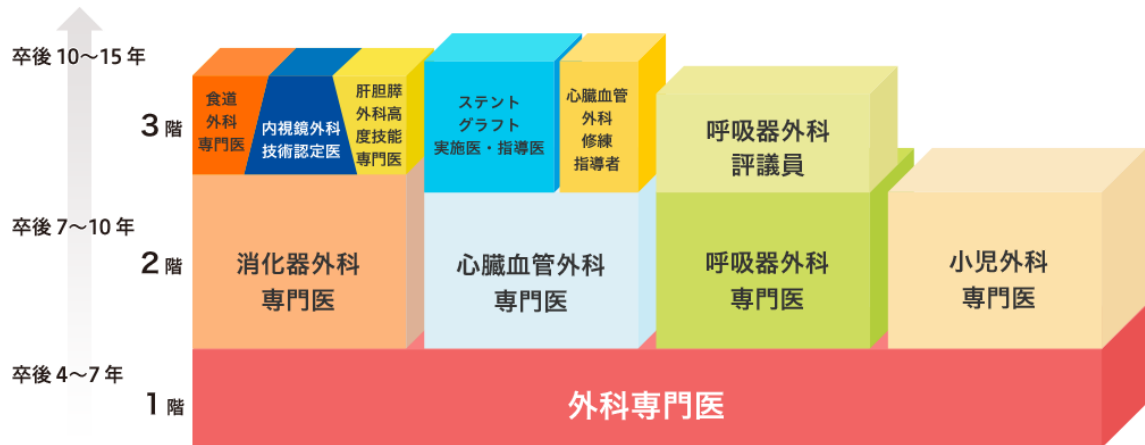 卒後10〜15年
3階
食道
外科
専門医
内視鏡外科
技術認定医
肝胆膵
外科高
度技能
専門医
ステント
グラフト
実施医・指導医
心臓血管
外科
修練
指導者
呼吸器外科
評議員
卒後7〜10年
2階
消化器外科
専門医
心臓血管外科
専門医
呼吸器外科
専門医
小児外科
専門医
卒後4〜7年
1階
外科専門医